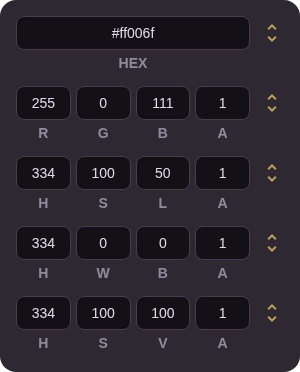 #ff006f
HEX
255 0 111 1
R G B A
334 100 50 1
H S L A
334 0 0 1
H W B A
334 100 100 1
H S V A